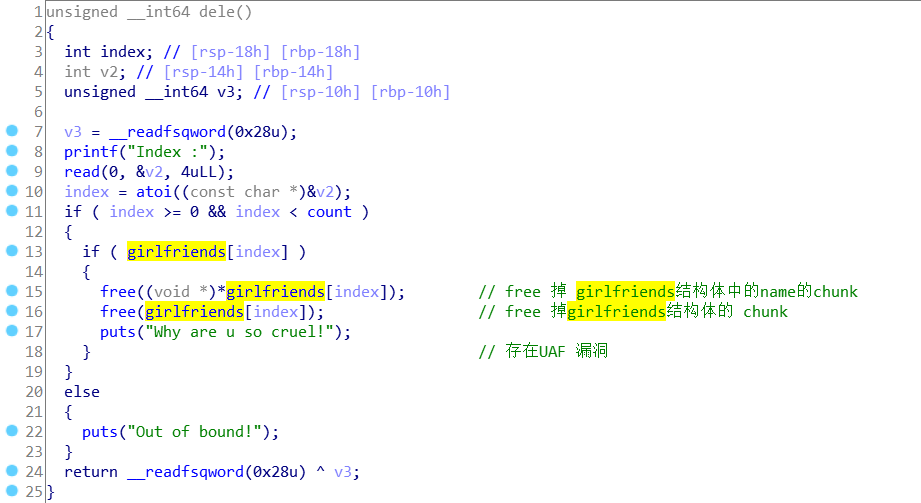 1 unsigned __int64 dele()
2 {
3 int index; // [rsp-18h] [rbp-18h]
4 int v2; // [rsp-14h] [rbp-14h]
5 unsigned __int64 v3; // [rsp-10h] [rbp-10h]
6
7 v3 = __readfsqword(0x28u);
8 printf("Index :");
9 read(0, &v2, 4uLL);
10 index = atoi((const char *)&v2);
11 if ( index >= 0 && index < count )
12 {
13 if ( girlfriends[index] )
14 {
15 free((void *)*girlfriends[index]); // free 掉 girlfriends结构体中的name的chunk
16 free(girlfriends[index]); // free 掉girlfriends结构体的 chunk
17 puts("Why are u so cruel!");
18 } // 存在UAF 漏洞
19 }
20 else
21 {
22 puts("Out of bound!");
23 }
24 return __readfsqword(0x28u) ^ v3;
25 }